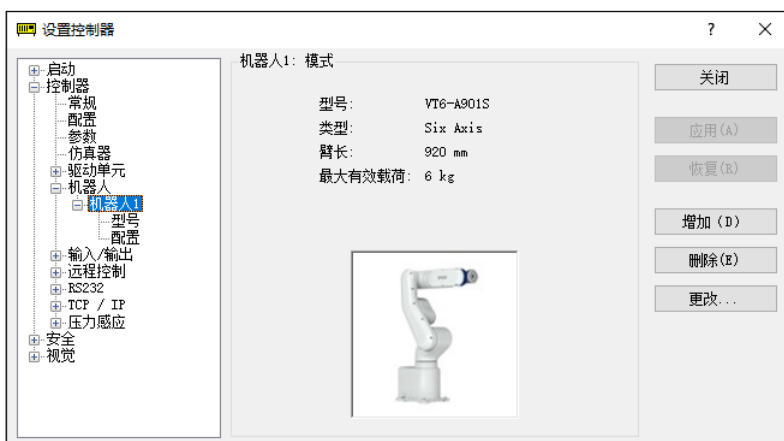 设置控制器
?
启动
控制器
常规
配置
参数
仿真器
驱动单元
机器人
机器人1
型号
配置
输入/输出
远程控制
RS232
TCP / IP
压力感应
安全
视觉
机器人1: 模式
型号: VT6-A901S
类型: Six Axis
臂长: 920 mm
最大有效载荷: 6 kg
关闭
应用(A)
恢复(R)
增加 (D)
删除(E)
更改...